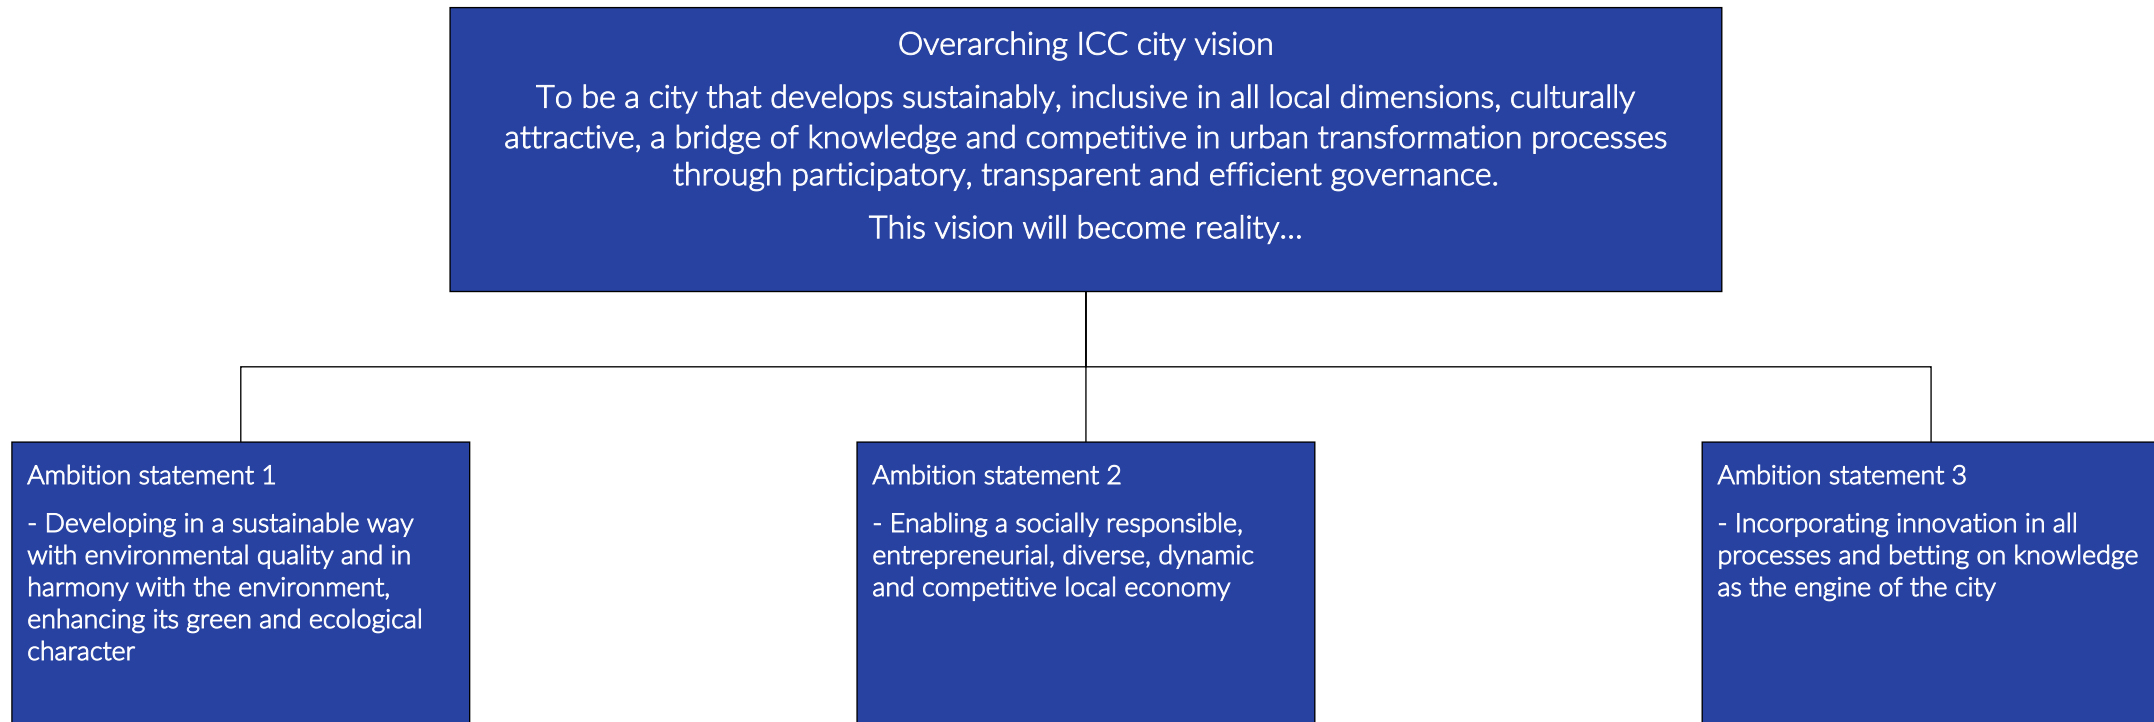 Overarching ICC city vision
To be a city that develops sustainably, inclusive in all local dimensions, culturally
attractive, a bridge of knowledge and competitive in urban transformation processes
through participatory, transparent and efficient governance.
This vision will become reality...
Ambition statement 1
- Developing in a sustainable way
with environmental quality and in
harmony with the environment,
enhancing its green and ecological
character
Ambition statement 2
- Enabling a socially responsible,
entrepreneurial, diverse, dynamic
and competitive local economy
Ambition statement 3
- Incorporating innovation in all
processes and betting on knowledge
as the engine of the city